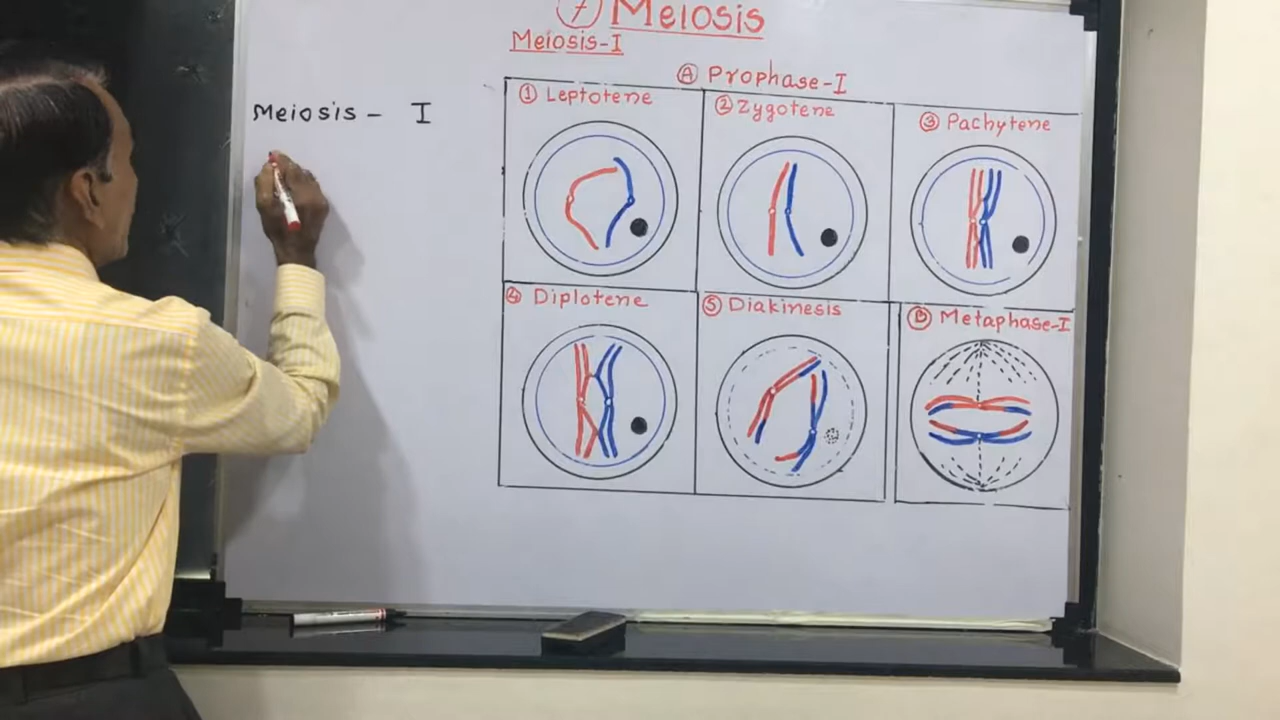 ⑦ Meiosis
Meiosis-I
Ⓐ Prophase-I
① Leptotene
② Zygotene
③ Pachytene
④ Diplotene
⑤ Diakinesis
Ⓑ Metaphase-I
Meiosis - I